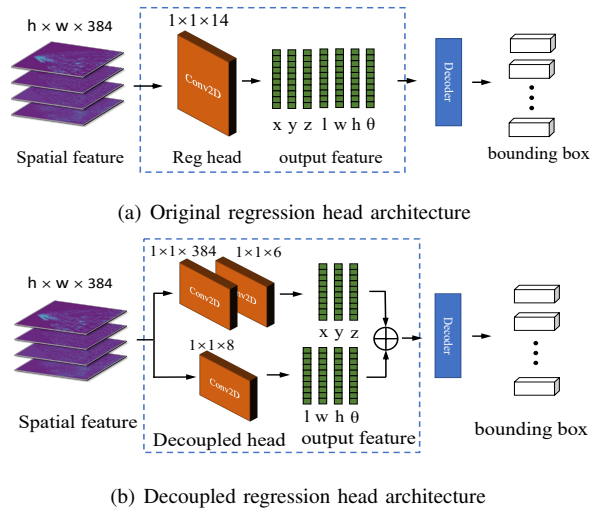 h × w × 384
1×1×14
Conv2D
x y z l w h θ
Spatial feature
Reg head
output feature
Decoder
bounding box
(a) Original regression head architecture
h × w × 384
1×1×384
1×1×6
Conv2D
Conv2D
x y z
1×1×8
Conv2D
l w h θ
Spatial feature
Decoupled head
output feature
Decoder
bounding box
(b) Decoupled regression head architecture